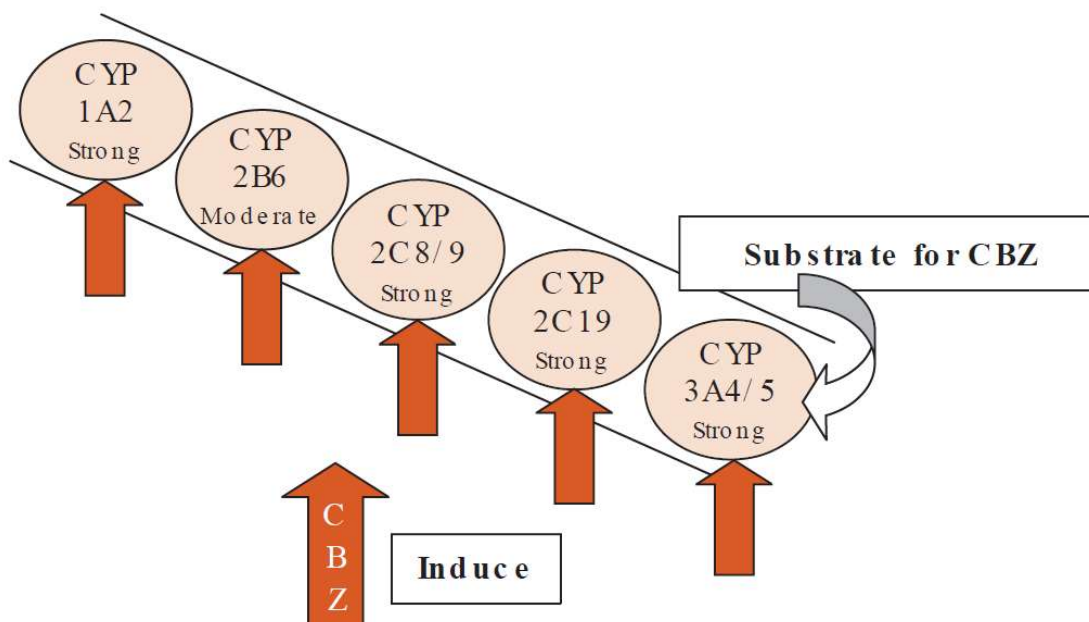 CYP
1A2
Strong
CYP
2B6
Moderate
CYP
2C8/9
Strong
CYP
2C19
Strong
CYP
3A4/5
Strong
Substrate for CBZ
C
B
Z
Induce